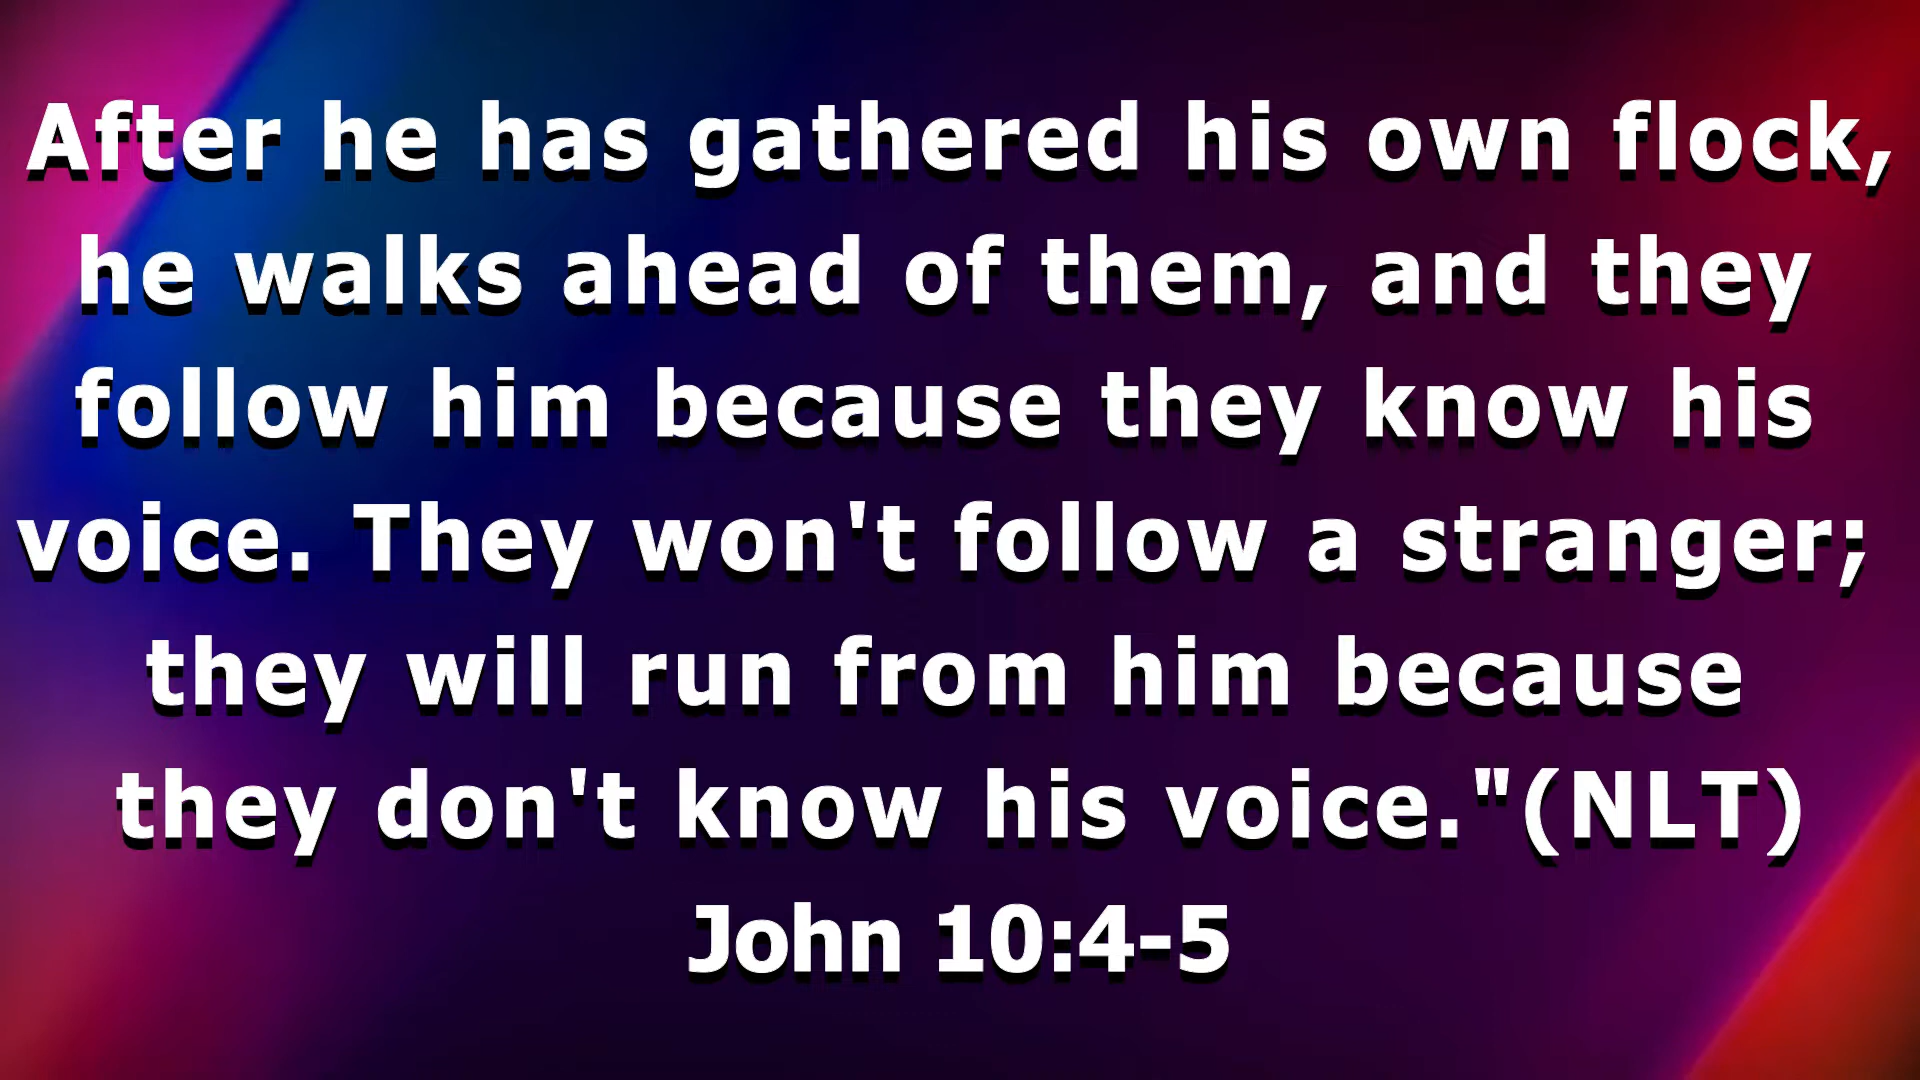 After he has gathered his own flock,
he walks ahead of them, and they
follow him because they know his
voice. They won't follow a stranger;
they will run from him because
they don't know his voice."(NLT)
John 10:4-5